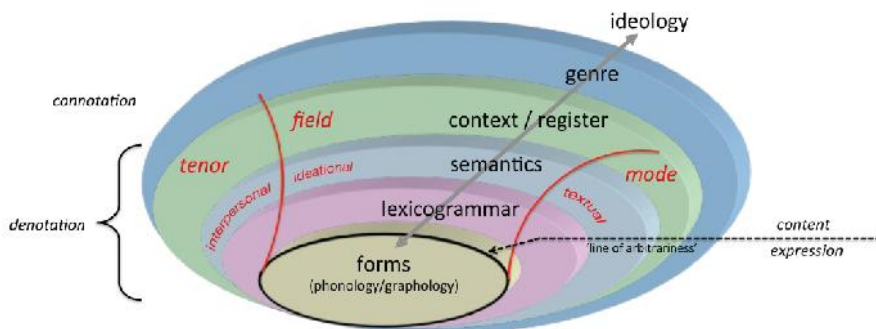 ideology
genre
connotation
field
context / register
tenor
semantics
mode
interpersonal
ideational
textual
lexicogrammar
denotation
content
'line of arbitrariness'
expression
forms
(phonology/graphology)